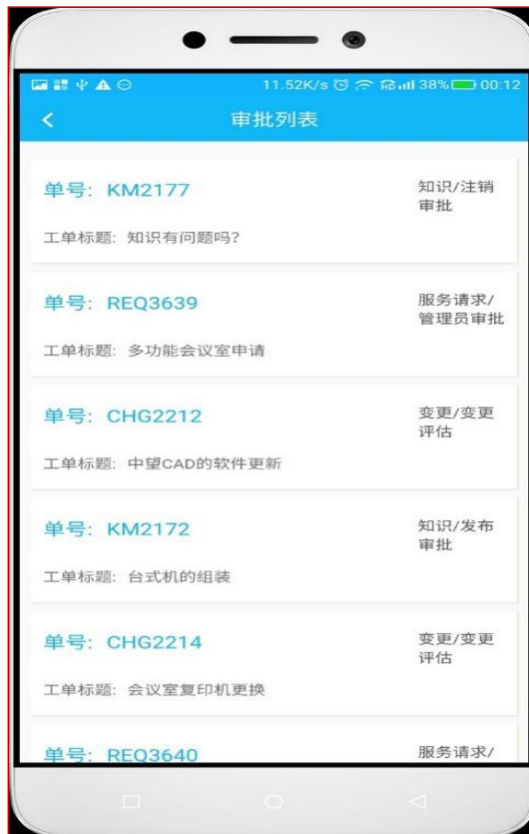 11.52K/s 38% 00:12
审批列表
单号: KM2177
知识/注销
审批
工单标题: 知识有问题吗?
单号: REQ3639
服务请求/
管理员审批
工单标题: 多功能会议室申请
单号: CHG2212
变更/变更
评估
工单标题: 中望CAD的软件更新
单号: KM2172
知识/发布
审批
工单标题: 台式机的组装
单号: CHG2214
变更/变更
评估
工单标题: 会议室复印机更换
单号: REQ3640
服务请求/